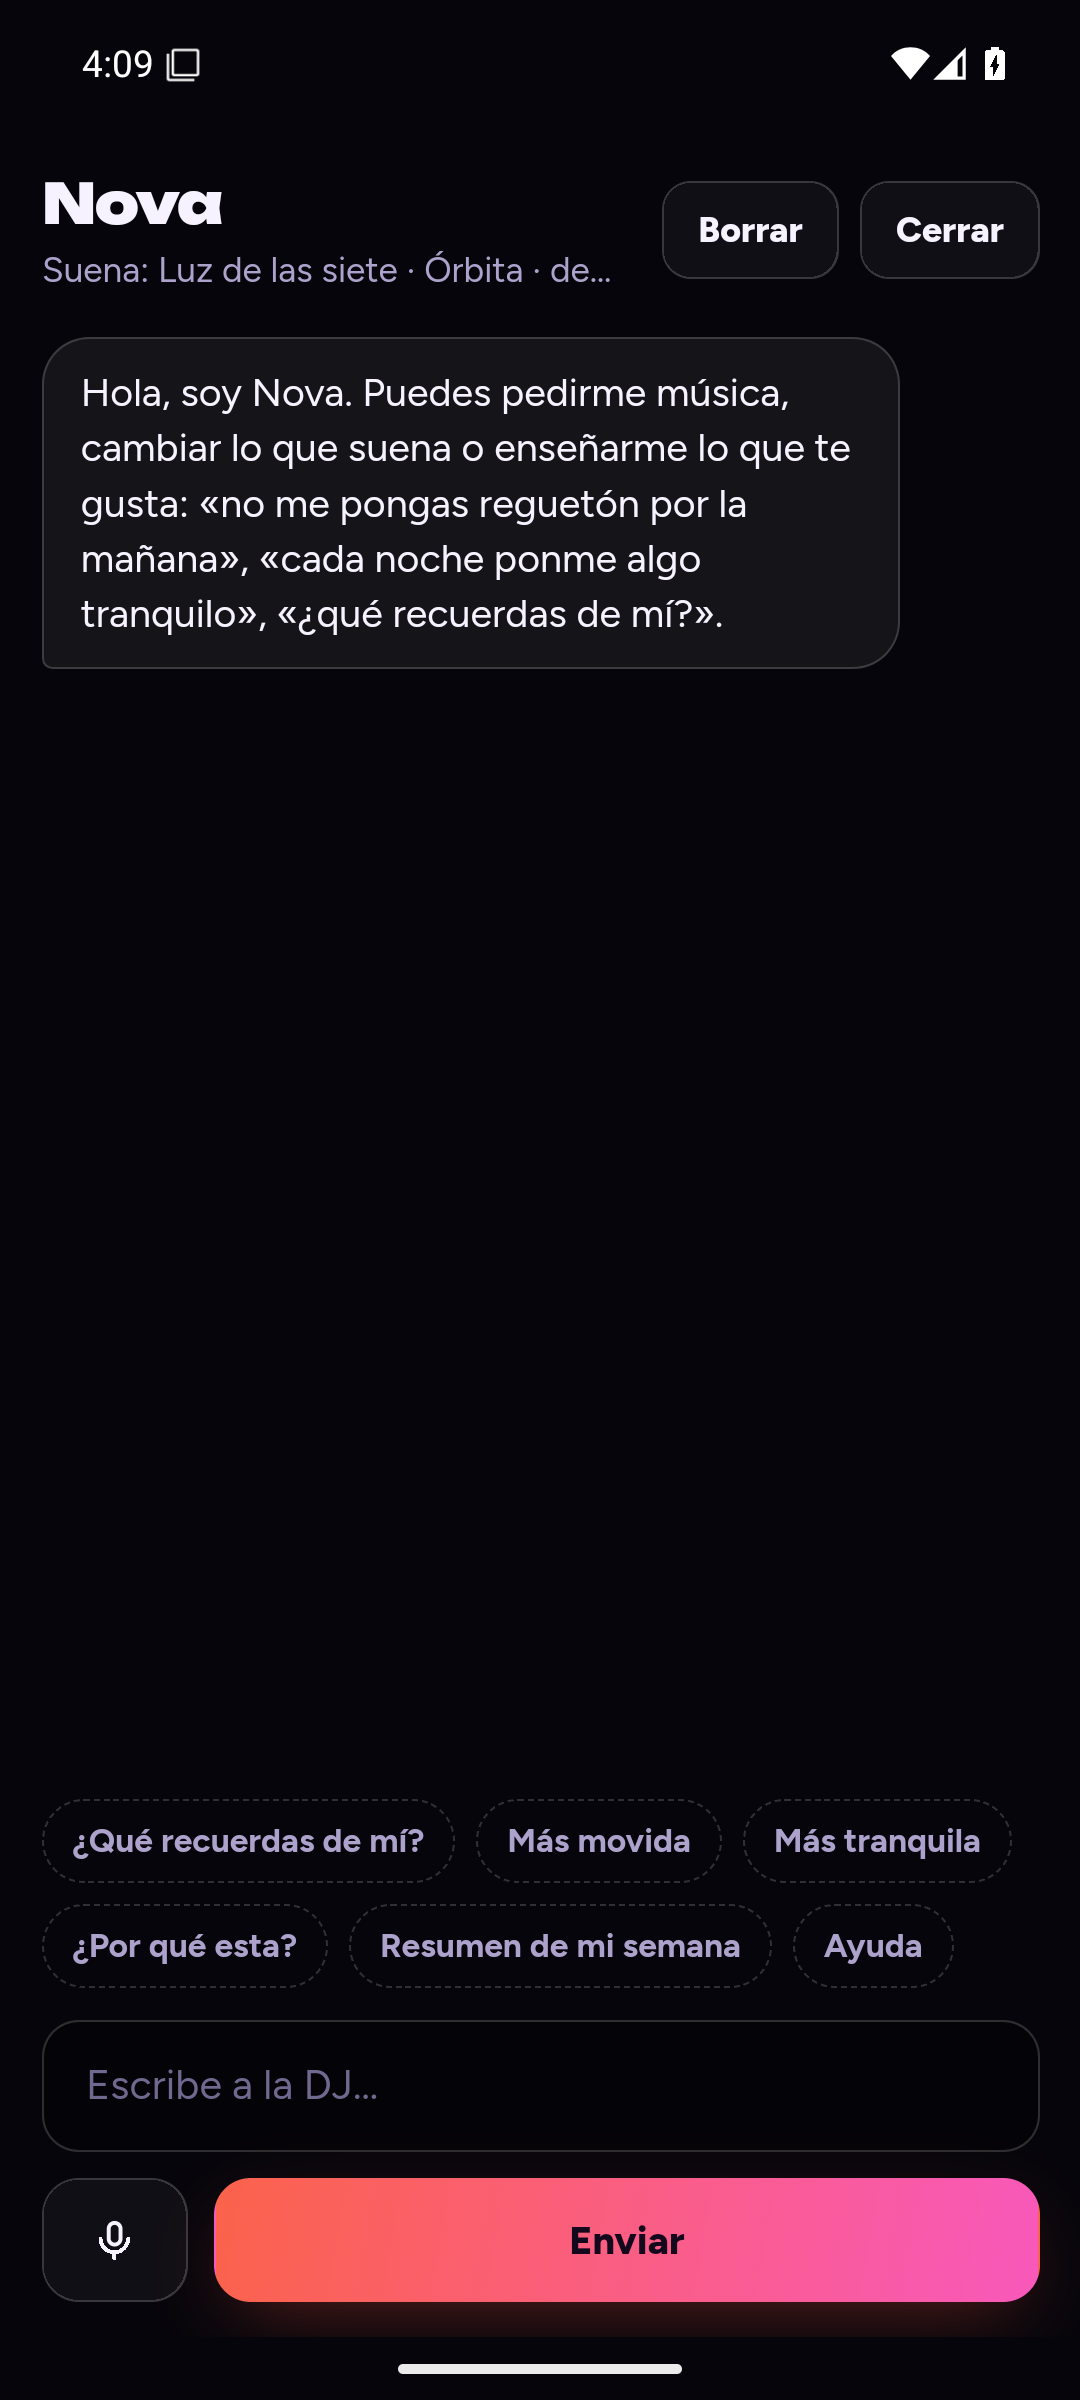 4:09
Nova
Suena: Luz de las siete · Órbita · de...
Borrar
Cerrar
Hola, soy Nova. Puedes pedirme música,
cambiar lo que suena o enseñarme lo que te
gusta: «no me pongas reguetón por la
mañana», «cada noche ponme algo
tranquilo», «¿qué recuerdas de mí?».
¿Qué recuerdas de mí?
Más movida
Más tranquila
¿Por qué esta?
Resumen de mi semana
Ayuda
Escribe a la DJ...
Enviar